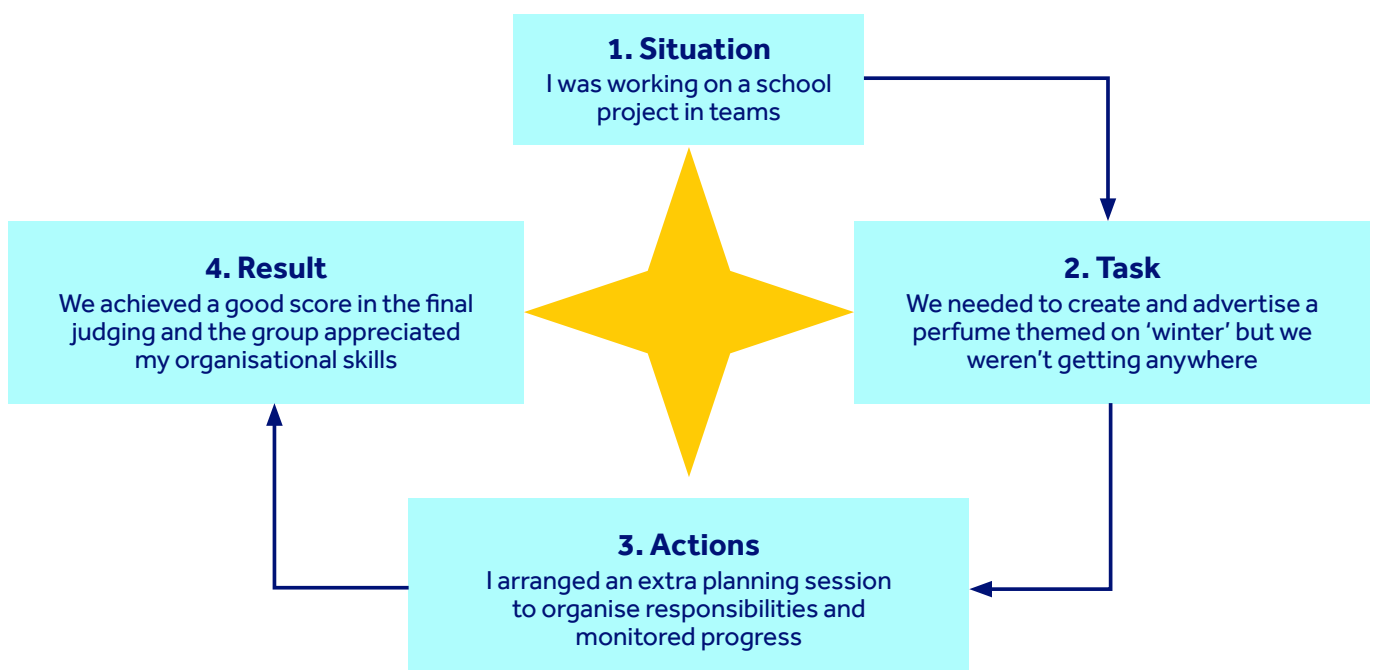 1. Situation
I was working on a school
project in teams
2. Task
We needed to create and advertise a
perfume themed on ‘winter’ but we
weren’t getting anywhere
3. Actions
I arranged an extra planning session
to organise responsibilities and
monitored progress
4. Result
We achieved a good score in the final
judging and the group appreciated
my organisational skills